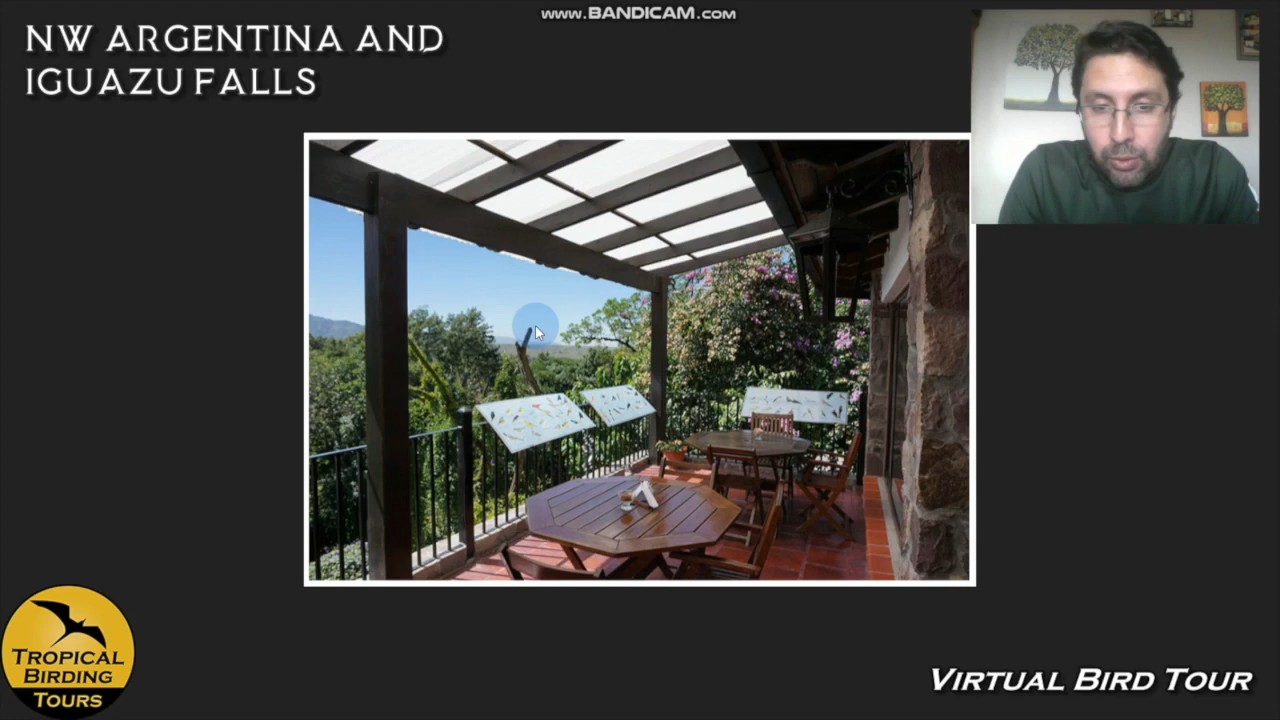 www.BANDICAM.com
NW ARGENTINA AND
IGUAZU FALLS
TROPICAL
BIRDING
TOURS
VIRTUAL BIRD TOUR